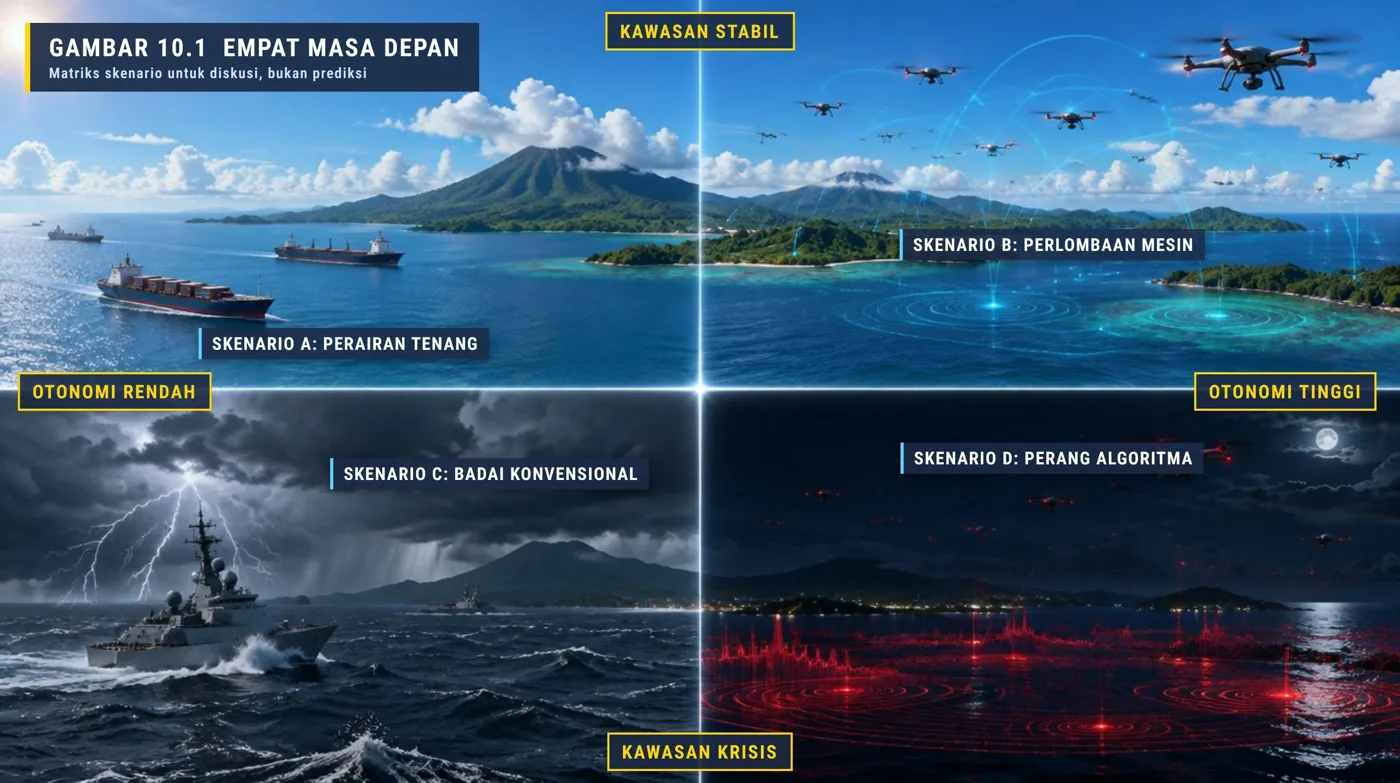 GAMBAR 10.1 EMPAT MASA DEPAN
Matriks skenario untuk diskusi, bukan prediksi
KAWASAN STABIL
SKENARIO B: PERLOMBAAN MESIN
SKENARIO A: PERAIRAN TENANG
OTONOMI RENDAH
OTONOMI TINGGI
SKENARIO C: BADAI KONVENSIONAL
SKENARIO D: PERANG ALGORITMA
KAWASAN KRISIS